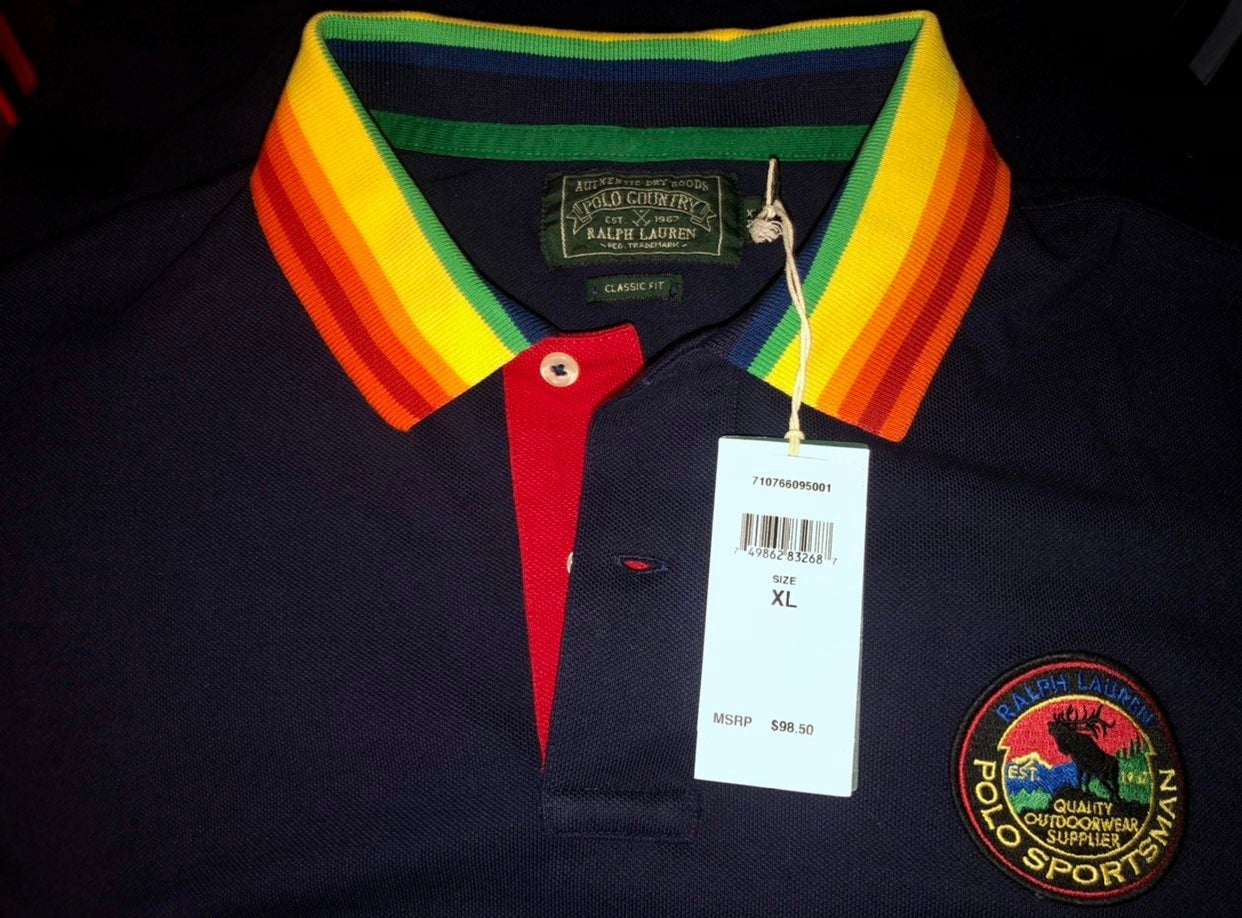 AUTHENTIC DRY GOODS
POLO COUNTRY
EST. 1967
RALPH LAUREN
REG. TRADEMARK
CLASSIC FIT
710766095001
7 49862 83268 7
SIZE
XL
MSRP $98.50
RALPH LAUREN
EST. 1967
QUALITY
OUTDOORWEAR
SUPPLIER
POLO SPORTSMAN